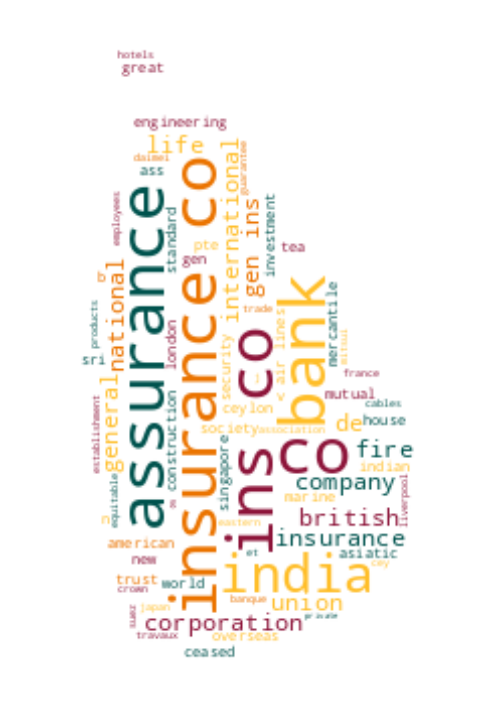 hotels
great
engineering
life
daimei
ass
guarantee
employees
assurance
standard
insurance co
international
pte
gen
gen ins
investment
tea
national
products
london
trade
mercantile
air lines
bank
ins co
security
mitsui
sri
general
establishment
construction
ceylon
france
mutual
cables
house
de
society
association
singapore
co
fire
indian
company
equitable
marine
liverpool
british
eastern
insurance
american
new
et
asiatic
cey
trust
world
india
crown
japan
banque
union
suez
corporation
private
travaux
overseas
ceased